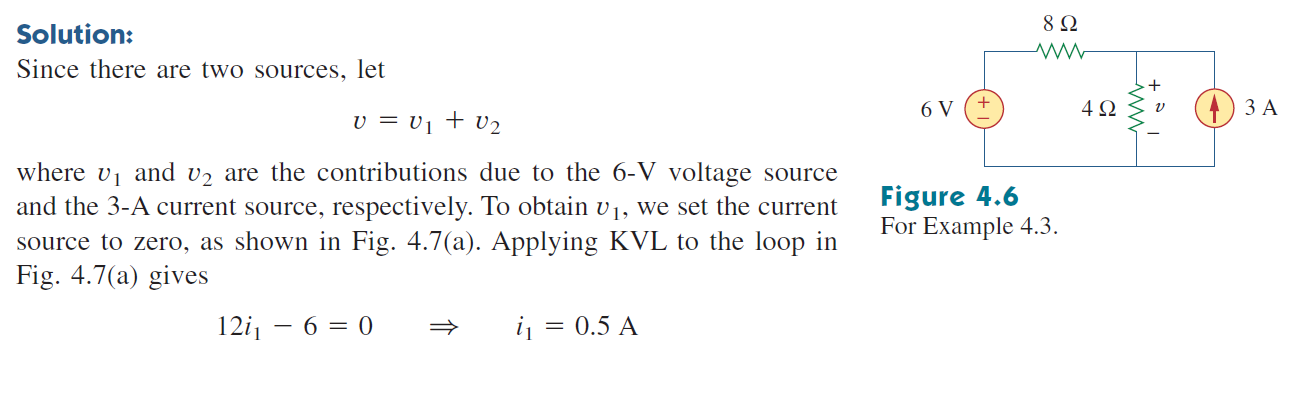 Solution:
Since there are two sources, let
v = v₁ + v₂
where v₁ and v₂ are the contributions due to the 6-V voltage source
and the 3-A current source, respectively. To obtain v₁, we set the current
source to zero, as shown in Fig. 4.7(a). Applying KVL to the loop in
Fig. 4.7(a) gives
12i₁ − 6 = 0 ⇒ i₁ = 0.5 A
8 Ω
6 V + −
4 Ω + v −
3 A
Figure 4.6
For Example 4.3.